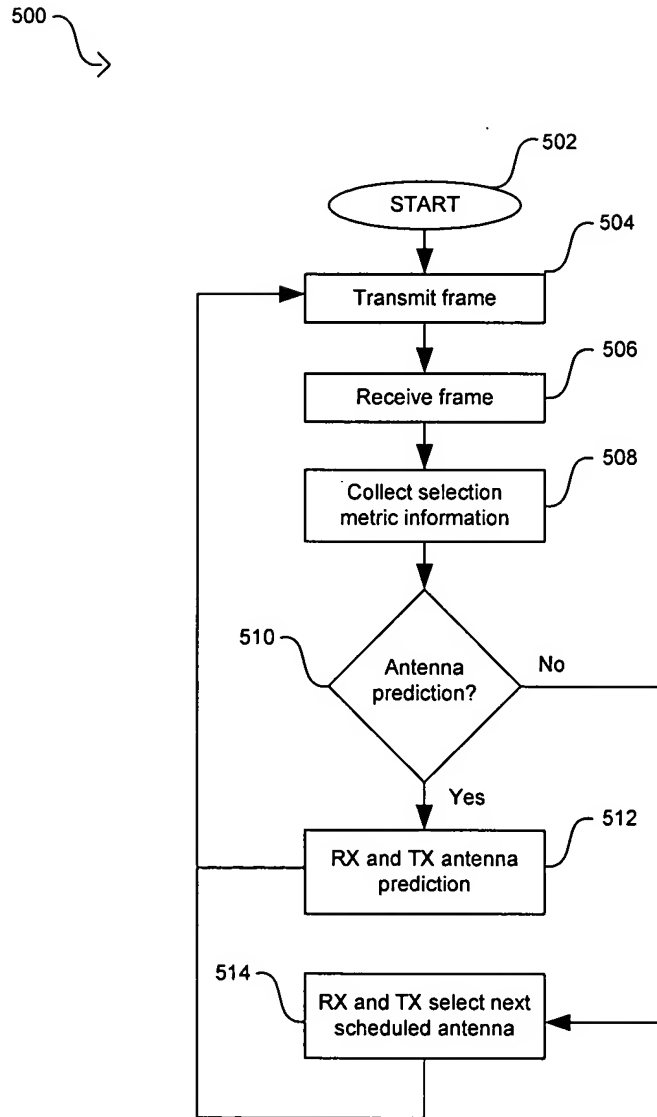 500
502
START
504
Transmit frame
506
Receive frame
508
Collect selection
metric information
510
Antenna
prediction?
No
Yes
512
RX and TX antenna
prediction
514
RX and TX select next
scheduled antenna